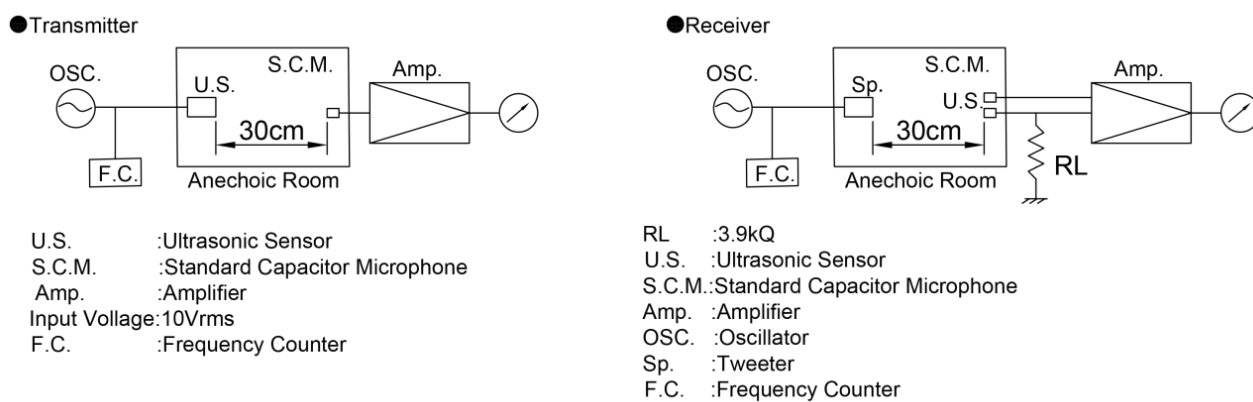 ●Transmitter
OSC.
U.S.
S.C.M.
Amp.
30cm
F.C.
Anechoic Room
U.S. :Ultrasonic Sensor
S.C.M. :Standard Capacitor Microphone
Amp. :Amplifier
Input Vollage:10Vrms
F.C. :Frequency Counter
●Receiver
OSC.
Sp.
S.C.M.
U.S.
Amp.
30cm
F.C.
Anechoic Room
RL
RL :3.9kQ
U.S. :Ultrasonic Sensor
S.C.M.:Standard Capacitor Microphone
Amp. :Amplifier
OSC. :Oscillator
Sp. :Tweeter
F.C. :Frequency Counter